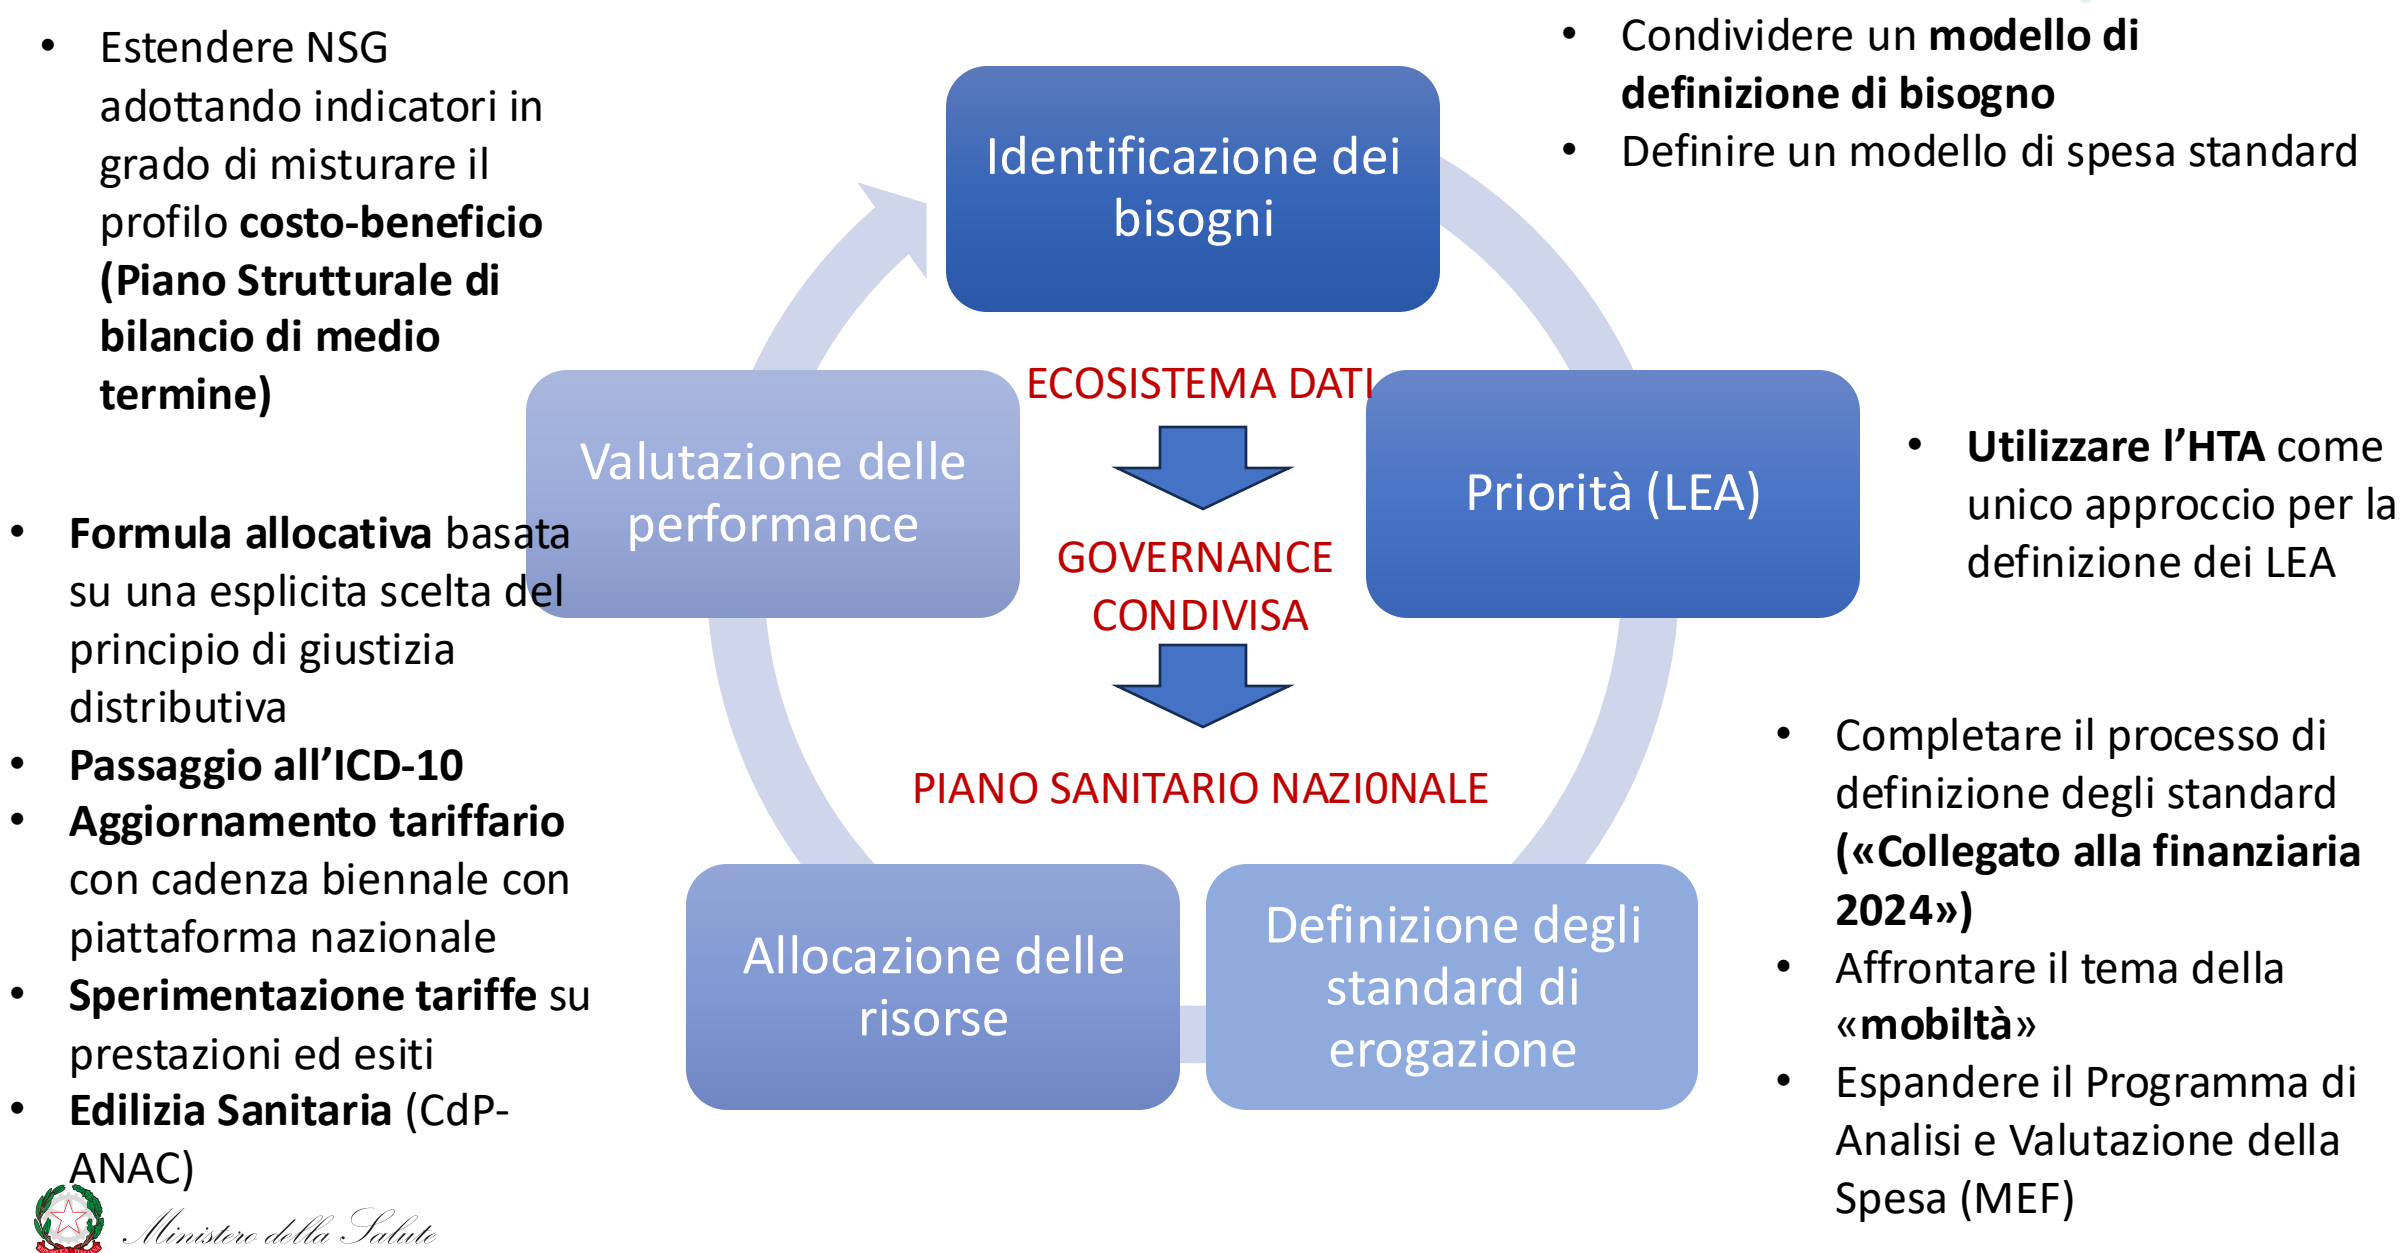 • Estendere NSG
adottando indicatori in
grado di misturare il
profilo costo-beneficio
(Piano Strutturale di
bilancio di medio
termine)
• Formula allocativa basata
su una esplicita scelta del
principio di giustizia
distributiva
• Passaggio all’ICD-10
• Aggiornamento tariffario
con cadenza biennale con
piattaforma nazionale
• Sperimentazione tariffe su
prestazioni ed esiti
• Edilizia Sanitaria (CdP-
ANAC)
Ministero della Salute
Identificazione dei
bisogni
Valutazione delle
performance
ECOSISTEMA DATI
GOVERNANCE
CONDIVISA
PIANO SANITARIO NAZI0NALE
Priorità (LEA)
Allocazione delle
risorse
Definizione degli
standard di
erogazione
• Condividere un modello di
definizione di bisogno
• Definire un modello di spesa standard
• Utilizzare l’HTA come
unico approccio per la
definizione dei LEA
• Completare il processo di
definizione degli standard
(«Collegato alla finanziaria
2024»)
• Affrontare il tema della
«mobiltà»
• Espandere il Programma di
Analisi e Valutazione della
Spesa (MEF)